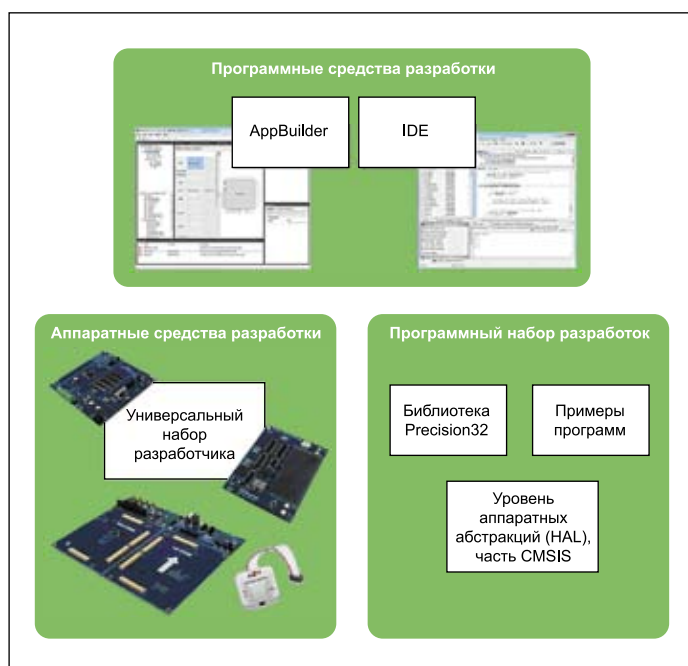 Программные средства разработки
AppBuilder
IDE
Аппаратные средства разработки
Универсальный
набор
разработчика
Программный набор разработок
Библиотека
Precision32
Примеры
программ
Уровень
аппаратных
абстракций (HAL),
часть CMSIS